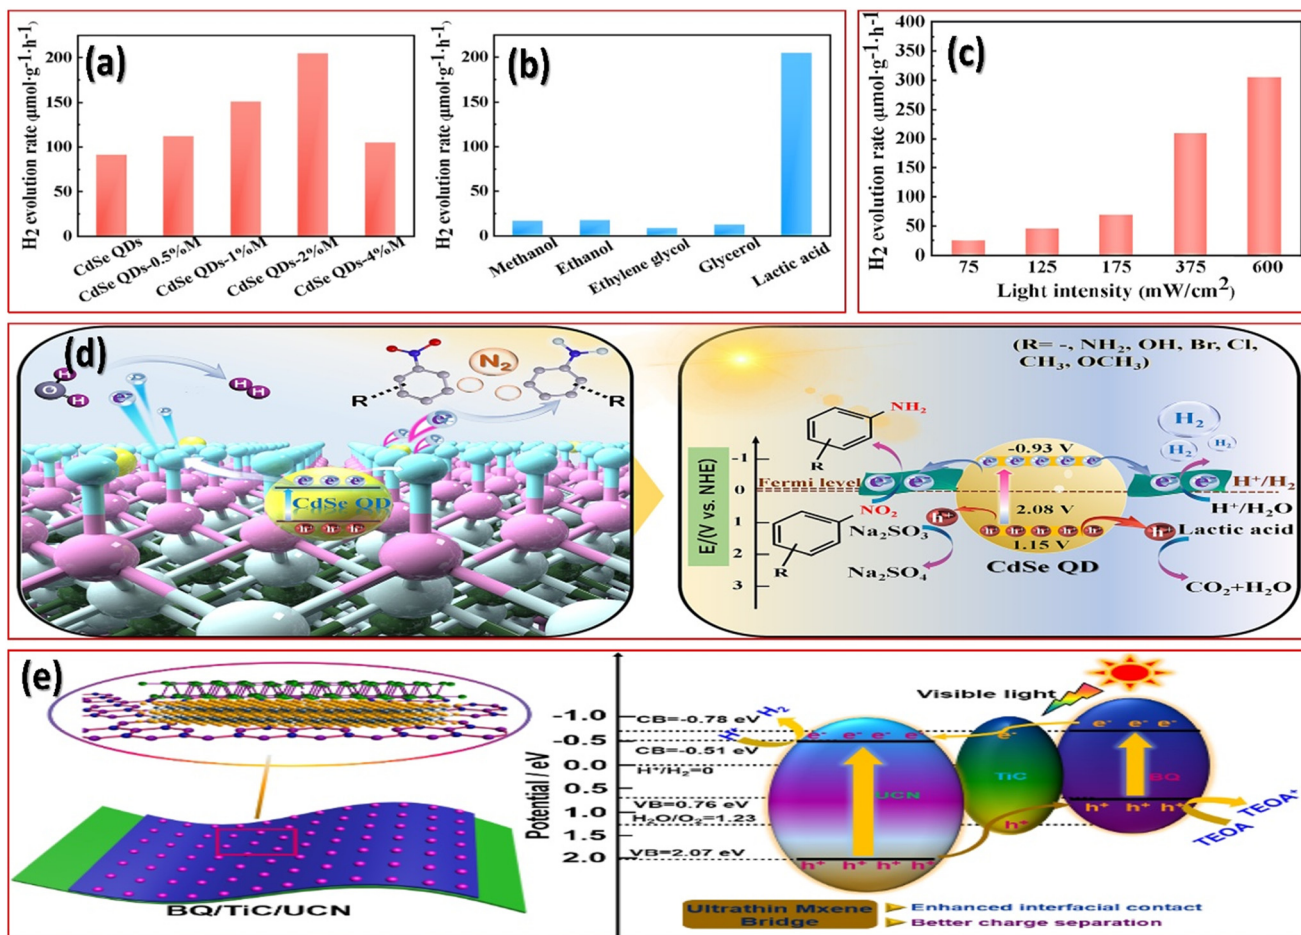 (a)
H2 evolution rate (μmol·g-1·h-1)
200
150
100
50
0
CdSe QDs
CdSe QDs-0.5%M
CdSe QDs-1%M
CdSe QDs-2%M
CdSe QDs-4%M
(b)
H2 evolution rate (μmol·g-1·h-1)
200
150
100
50
0
Methanol
Ethanol
Ethylene glycol
Glycerol
Lactic acid
(c)
H2 evolution rate (μmol·g-1·h-1)
400
350
300
250
200
150
100
50
0
75 125 175 375 600
Light intensity (mW/cm2)
(d)
H
O
H
H
H
e-
e-
e-
N2
R
R
e-
e-
CdSe QD
h+ h+ h+
(R= -, NH2, OH, Br, Cl,
CH3, OCH3)
E/(V vs. NHE)
-1
0
1
2
3
Fermi level
NH2
R
NO2
R
Na2SO3
Na2SO4
-0.93 V
e- e- e- e- e-
e- e-
e- e-
2.08 V
h+ h+ h+ h+ h+
h+
h+
1.15 V
CdSe QD
H2
H2
H2
H+/H2
H+/H2O
Lactic acid
CO2+H2O
(e)
BQ/TiC/UCN
Potential / eV
-1.0
-0.5
0.0
0.5
1.0
1.5
2.0
CB=-0.78 eV
CB=-0.51 eV
H+/H2=0
VB=0.76 eV
H2O/O2=1.23
VB=2.07 eV
H+
H2
e- e- e- e-
UCN
h+ h+ h+ h+
e-
TiC
h+
Visible light
e- e- e-
BQ
h+ h+ h+
TEOA+
TEOA
Ultrathin Mxene
Bridge
Enhanced interfacial contact
Better charge separation